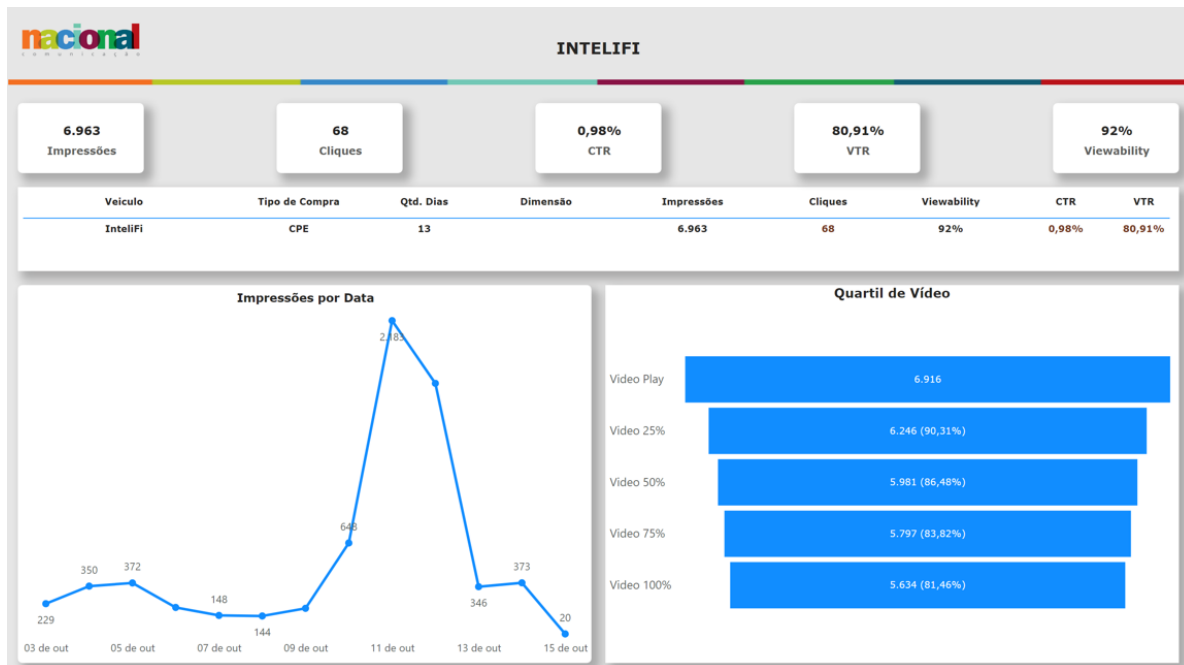 nacional
comunicação
INTELIFI
6.963
Impressões
68
Cliques
0,98%
CTR
80,91%
VTR
92%
Viewability
Veiculo Tipo de Compra Qtd. Dias Dimensão Impressões Cliques Viewability CTR VTR
InteliFi CPE 13 6.963 68 92% 0,98% 80,91%
Impressões por Data
229
350
372
148
144
648
2.185
346
373
20
03 de out 05 de out 07 de out 09 de out 11 de out 13 de out 15 de out
Quartil de Vídeo
Video Play 6.916
Video 25% 6.246 (90,31%)
Video 50% 5.981 (86,48%)
Video 75% 5.797 (83,82%)
Video 100% 5.634 (81,46%)